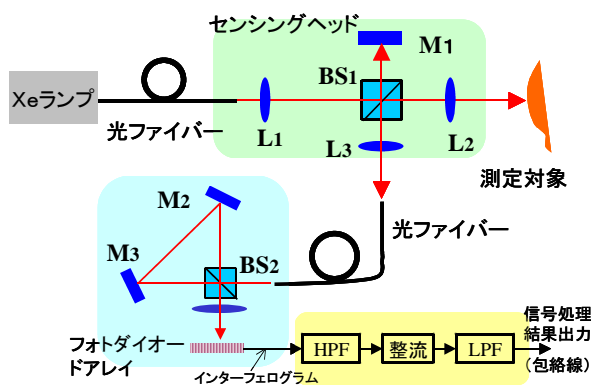 センシングヘッド
M1
BS1
Xeランプ
光ファイバー
L1
L2
L3
測定対象
M2
光ファイバー
M3
BS2
フォトダイオー
ドアレイ
インターフェログラム
HPF
整流
LPF
信号処理
結果出力
(包絡線)